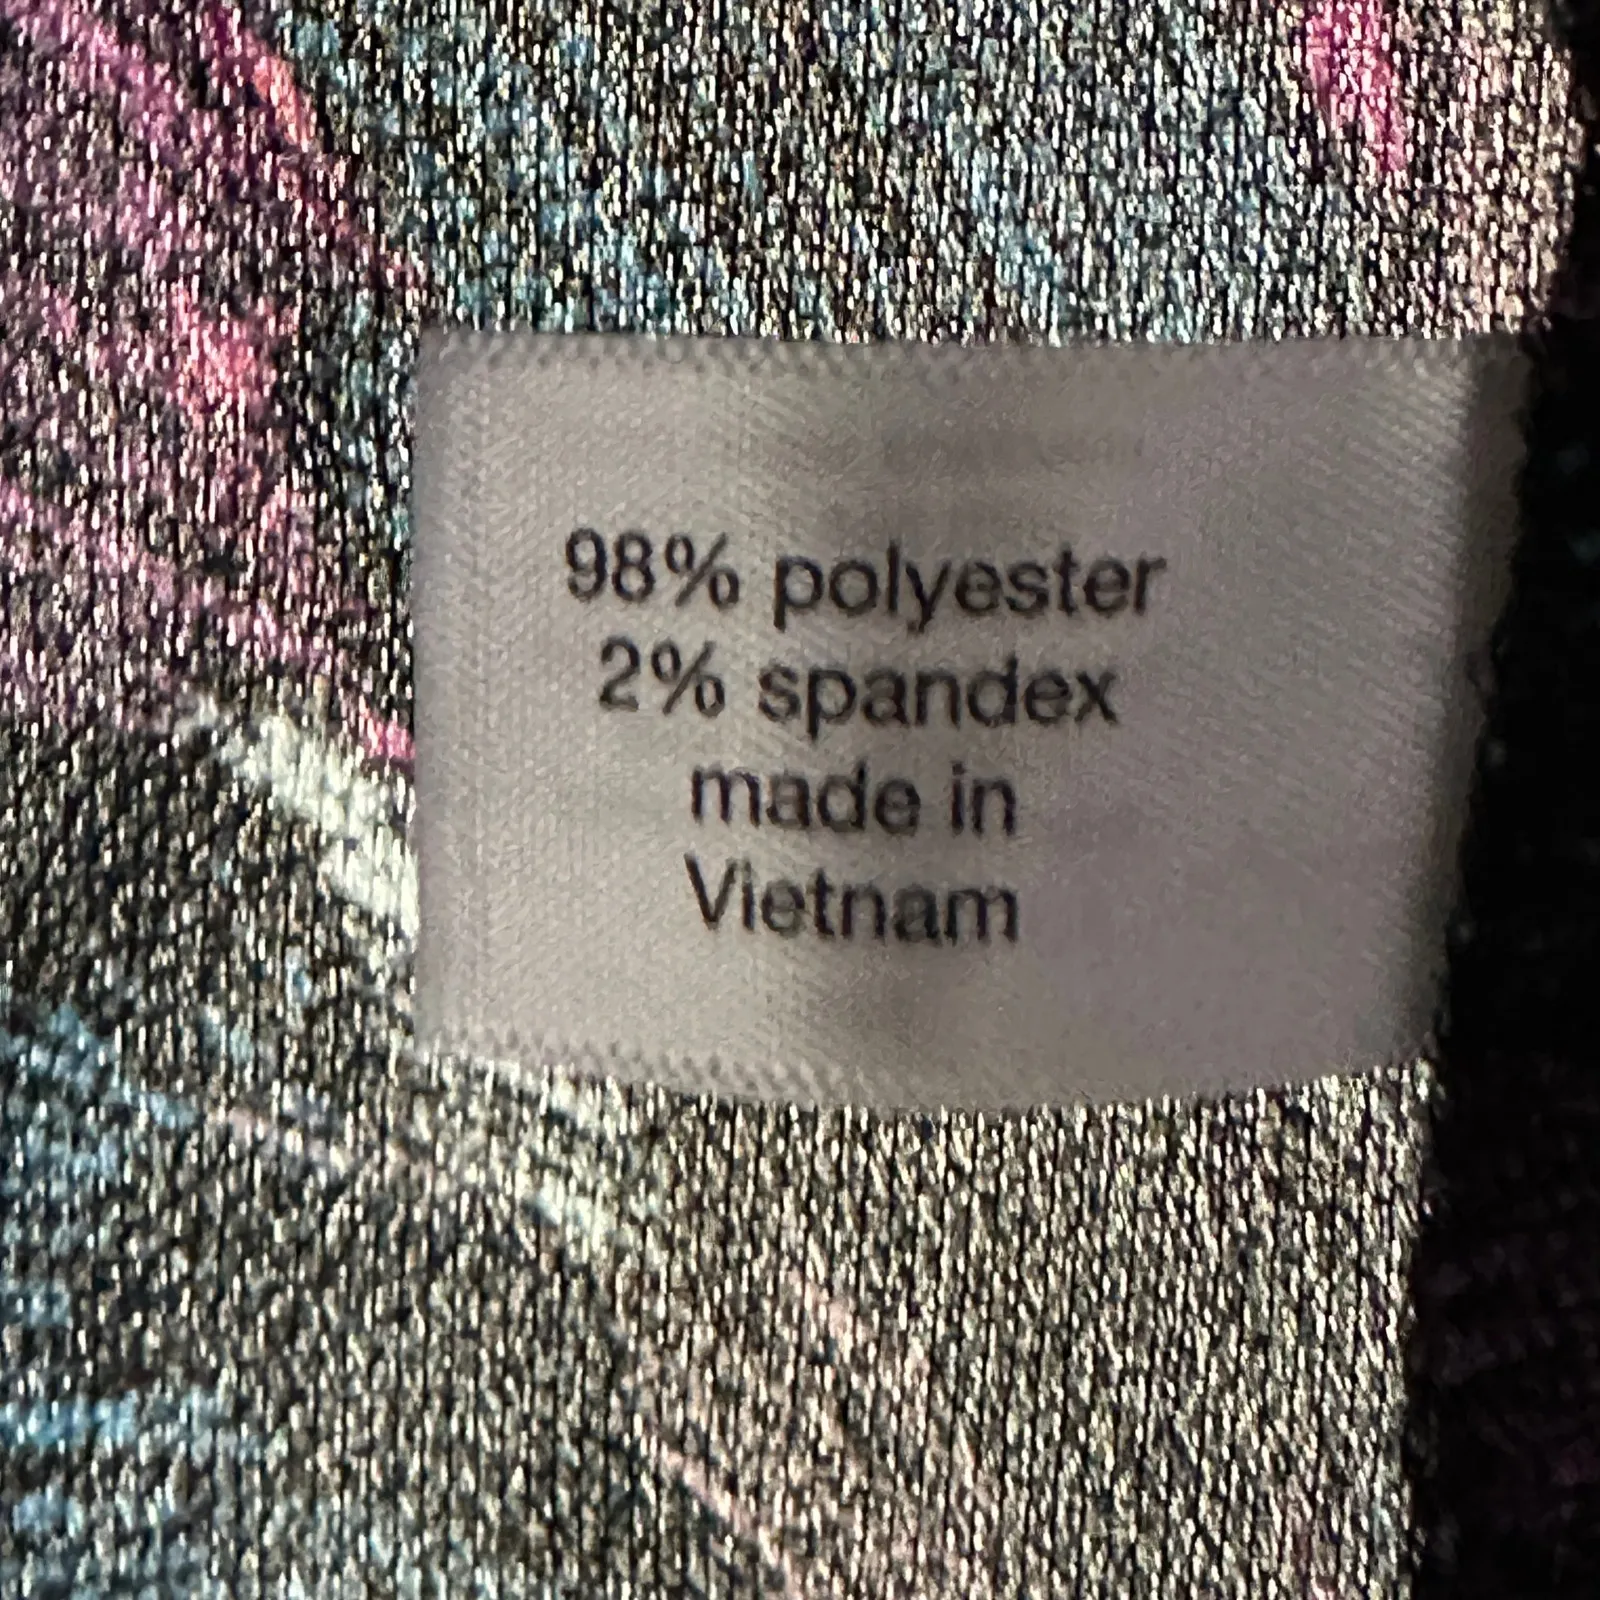 98% polyester
2% spandex
made in
Vietnam